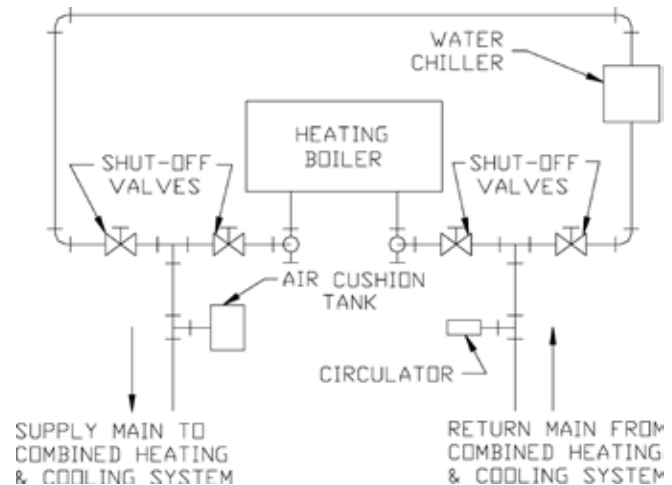 WATER
CHILLER
HEATING
BOILER
SHUT-OFF
VALVES
SHUT-OFF
VALVES
AIR CUSHION
TANK
CIRCULATOR
SUPPLY MAIN TO
COMBINED HEATING
& COOLING SYSTEM
RETURN MAIN FROM
COMBINED HEATING
& COOLING SYSTEM